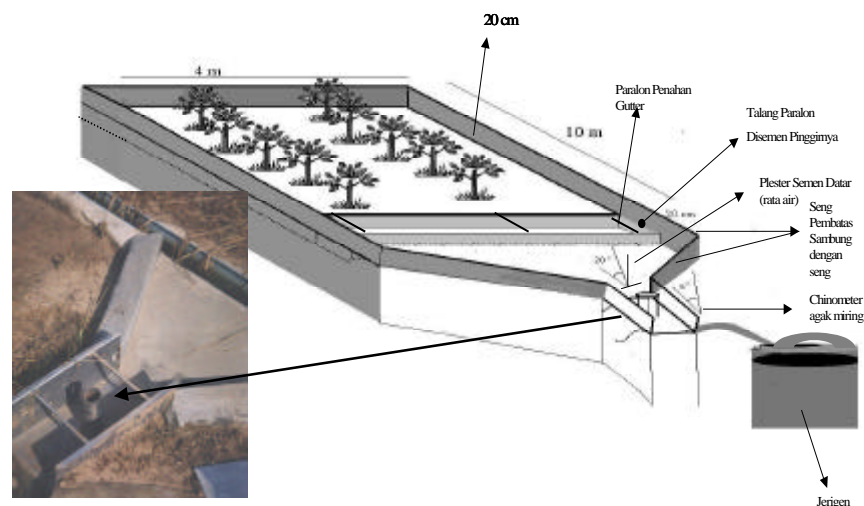 20 cm
4 m
Paralon Penahan
Gutter
Talang Paralon
Disemen Pinggirnya
10 m
Plester Semen Datar
(rata air)
Seng
Pembatas
Sambung
dengan
seng
20°
Chinometer
agak miring
Jerigen